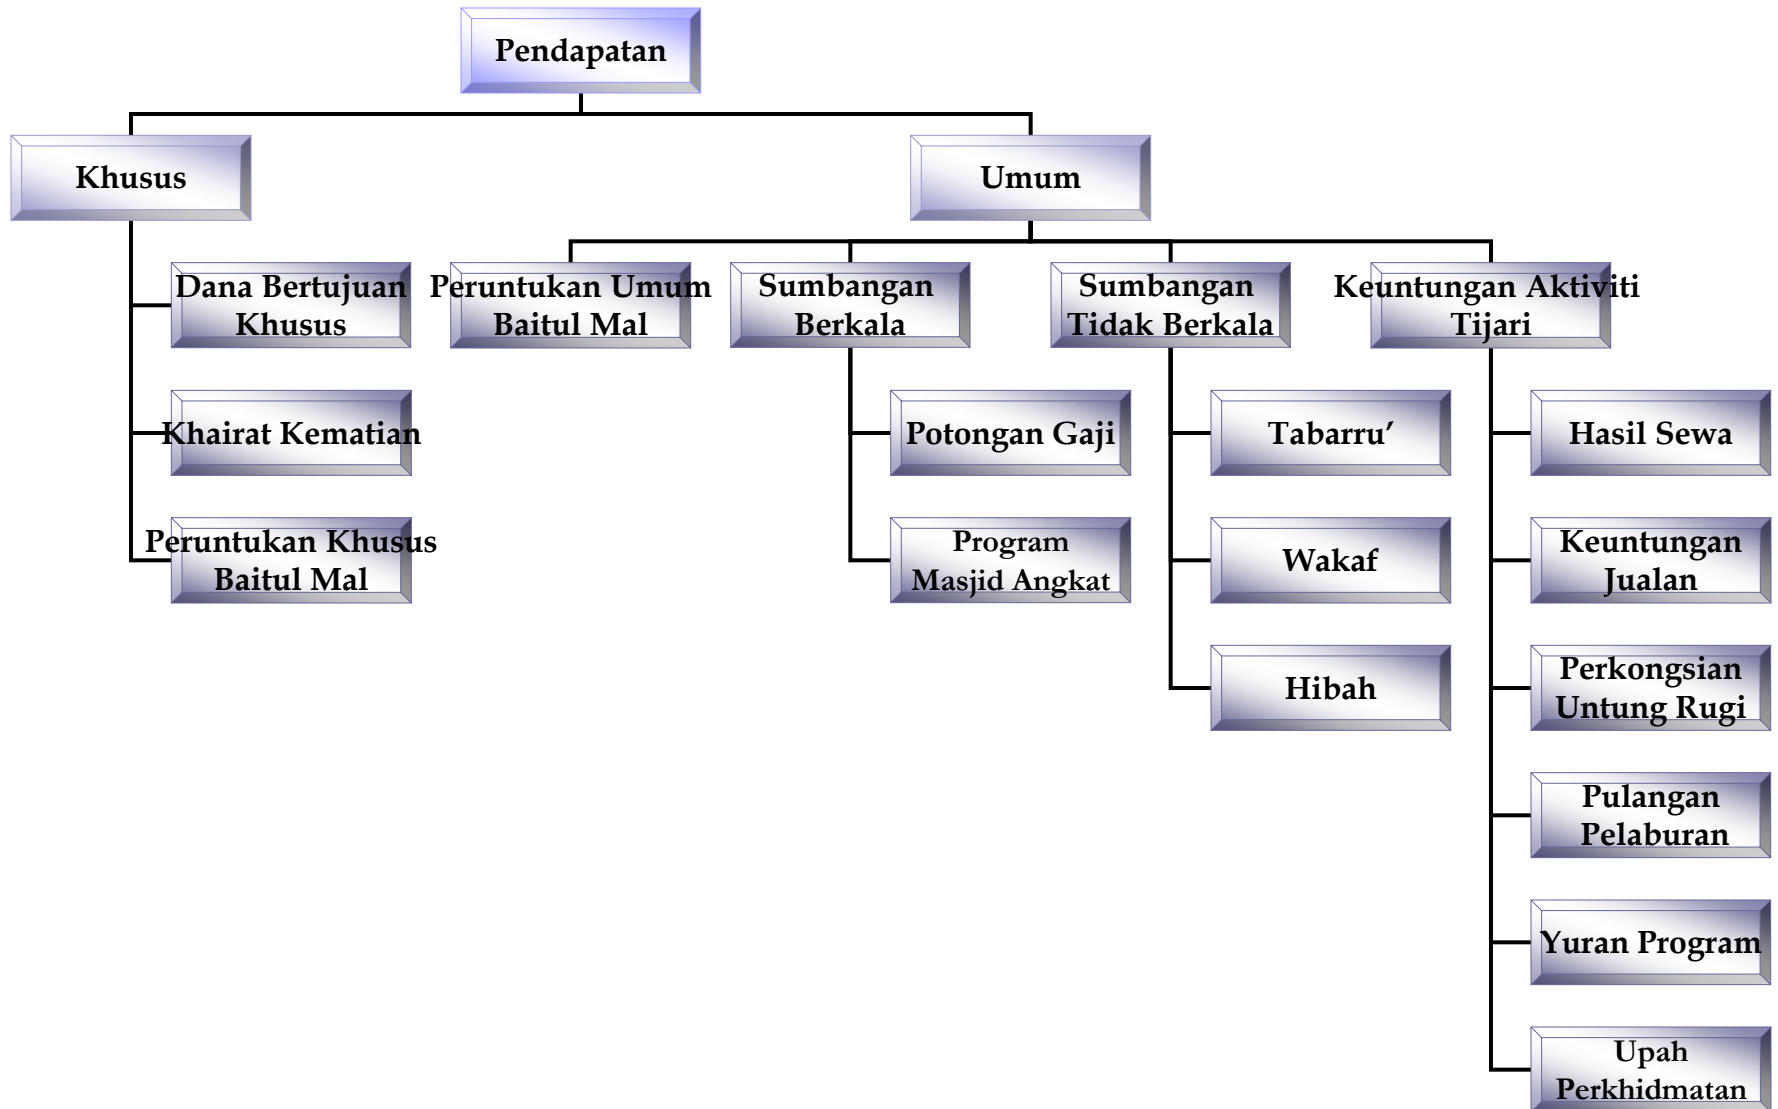 Pendapatan
Khusus
Umum
Dana Bertujuan
Khusus
Peruntukan Umum
Baitul Mal
Sumbangan
Berkala
Sumbangan
Tidak Berkala
Keuntungan Aktiviti
Tijari
Khairat Kematian
Potongan Gaji
Tabarru’
Hasil Sewa
Peruntukan Khusus
Baitul Mal
Program
Masjid Angkat
Wakaf
Keuntungan
Jualan
Hibah
Perkongsian
Untung Rugi
Pulangan
Pelaburan
Yuran Program
Upah
Perkhidmatan